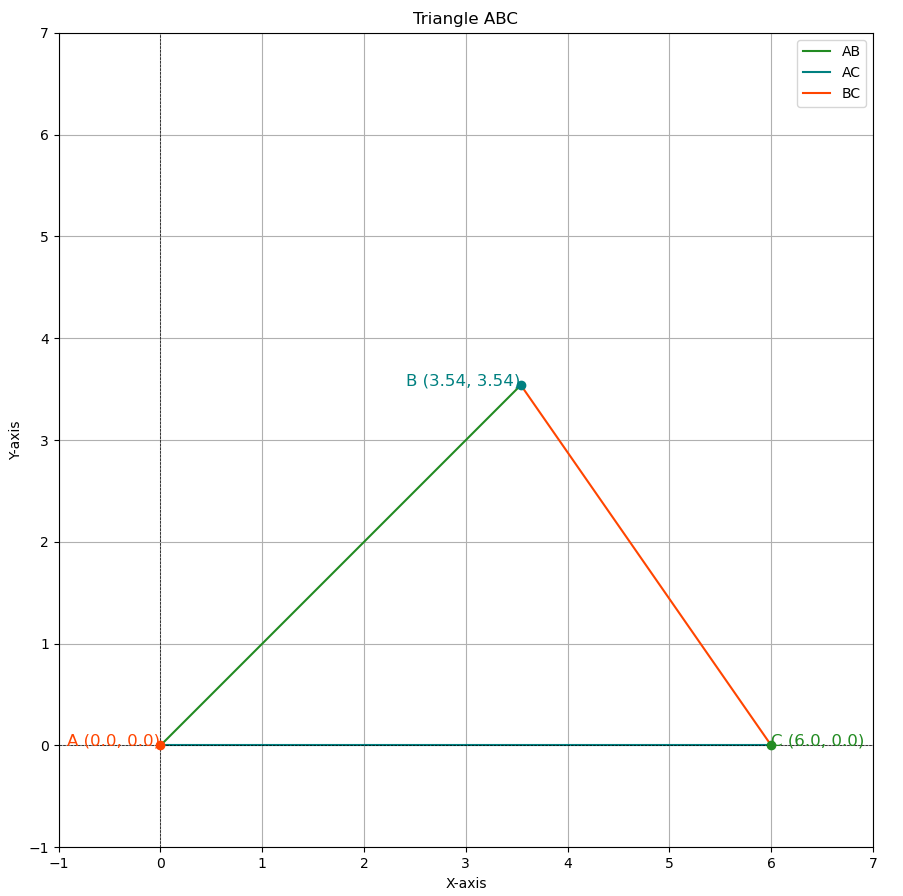 Triangle ABC
7
AB
AC
BC
6
5
4
B (3.54, 3.54)
3
Y-axis
2
1
A (0.0, 0.0)
C (6.0, 0.0)
0
−1
−1 0 1 2 3 4 5 6 7
X-axis